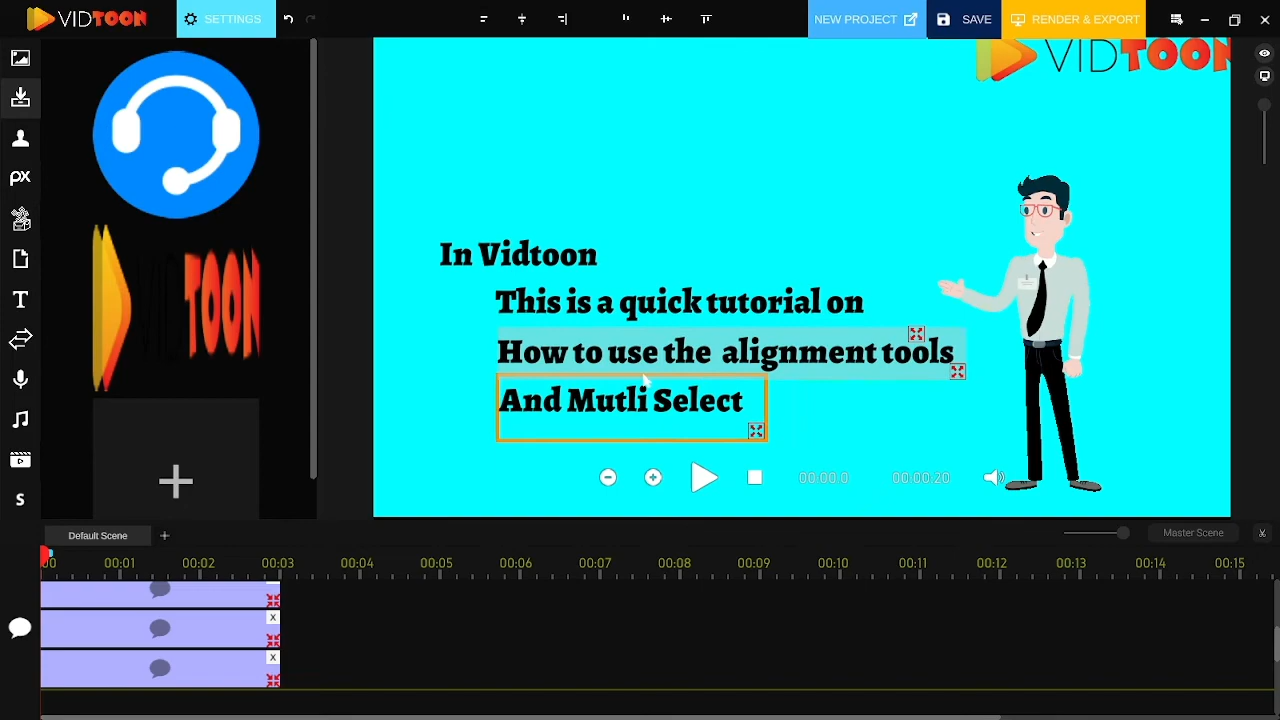 VIDTOON
SETTINGS
NEW PROJECT
SAVE
RENDER & EXPORT
VIDTOON
px
VIDTOON
In Vidtoon
This is a quick tutorial on
How to use the alignment tools
And Mutli Select
T
00:00.0
00:00:20
S
Default Scene
+
Master Scene
00 00:01 00:02 00:03 00:04 00:05 00:06 00:07 00:08 00:09 00:10 00:11 00:12 00:13 00:14 00:15
X
X